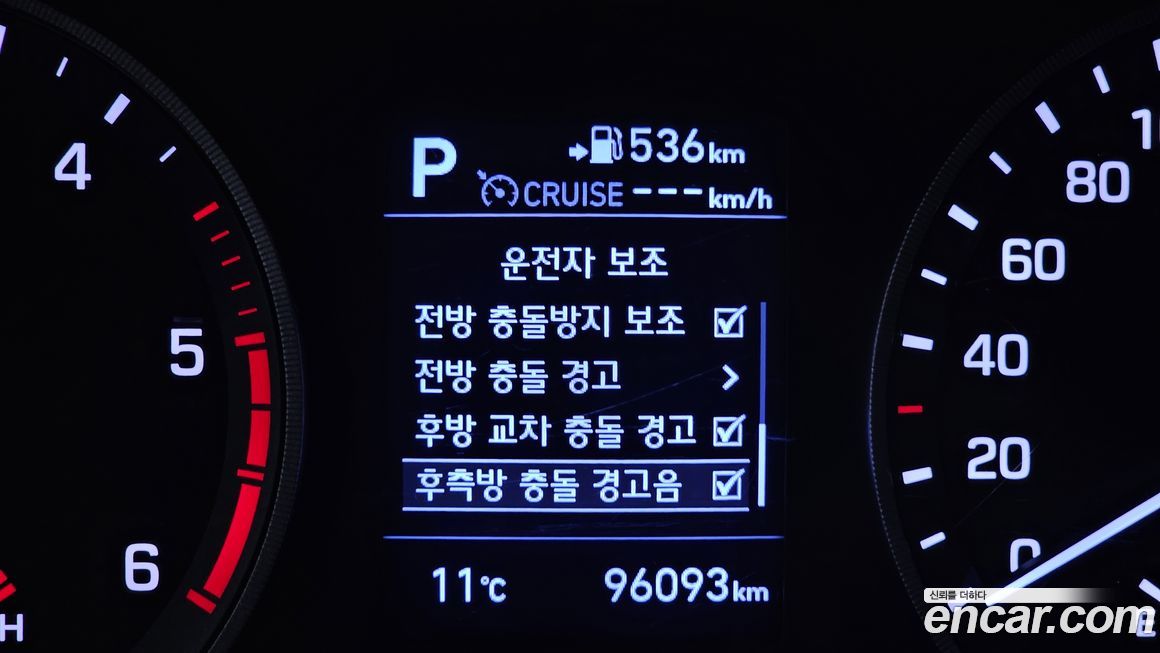 P 536km
CRUISE ---km/h
운전자 보조
전방 충돌방지 보조
전방 충돌 경고 >
후방 교차 충돌 경고
후측방 충돌 경고음
11℃ 96093km
4
5
6
H
80
60
40
20
0
신뢰를 더하다
encar.com